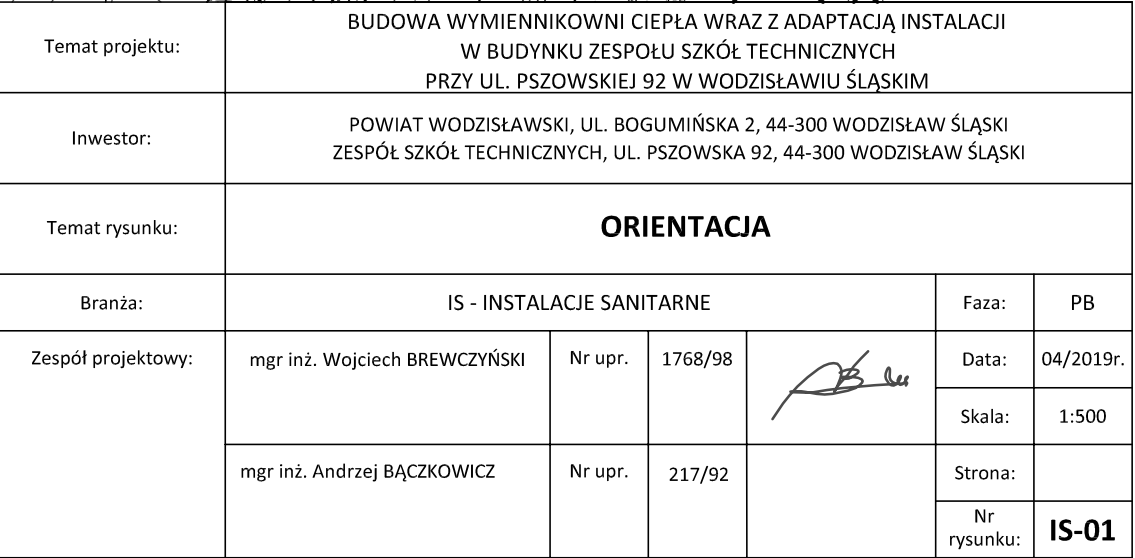 Temat projektu:
BUDOWA WYMIENNIKOWNI CIEPŁA WRAZ Z ADAPTACJĄ INSTALACJI
W BUDYNKU ZESPOŁU SZKÓŁ TECHNICZNYCH
PRZY UL. PSZOWSKIEJ 92 W WODZISŁAWIU ŚLĄSKIM
Inwestor:
POWIAT WODZISŁAWSKI, UL. BOGUMIŃSKA 2, 44-300 WODZISŁAW ŚLĄSKI
ZESPÓŁ SZKÓŁ TECHNICZNYCH, UL. PSZOWSKA 92, 44-300 WODZISŁAW ŚLĄSKI
Temat rysunku:
ORIENTACJA
Branża:
IS - INSTALACJE SANITARNE
Faza:
PB
Zespół projektowy:
mgr inż. Wojciech BREWCZYŃSKI
Nr upr.
1768/98
Data:
04/2019r.
Skala:
1:500
mgr inż. Andrzej BĄCZKOWICZ
Nr upr.
217/92
Strona:
Nr
rysunku:
IS-01